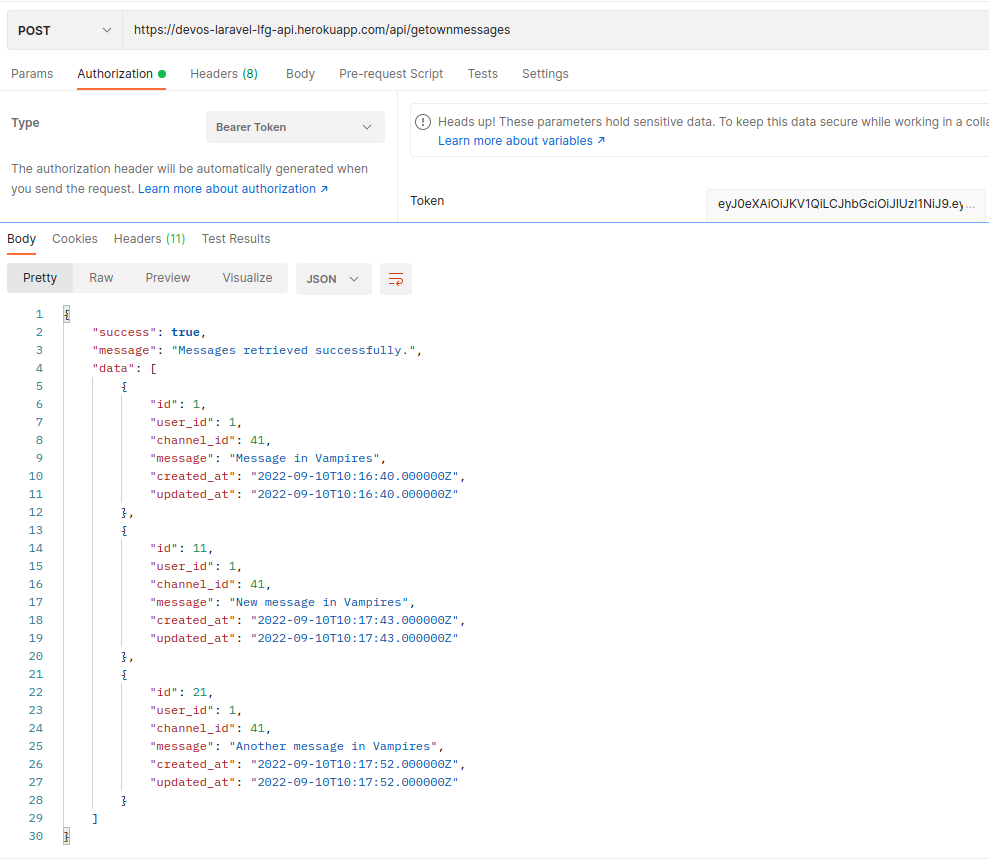 POST https://devos-laravel-lfg-api.herokuapp.com/api/getownmessages
Params Authorization Headers (8) Body Pre-request Script Tests Settings
Type Bearer Token
The authorization header will be automatically generated when
you send the request. Learn more about authorization ↗
Heads up! These parameters hold sensitive data. To keep this data secure while working in a colla
Learn more about variables ↗
Token eyJ0eXAiOiJKV1QiLCJhbGciOiJIUzI1NiJ9.ey...
Body Cookies Headers (11) Test Results
Pretty Raw Preview Visualize JSON
1 {
2 "success": true,
3 "message": "Messages retrieved successfully.",
4 "data": [
5 {
6 "id": 1,
7 "user_id": 1,
8 "channel_id": 41,
9 "message": "Message in Vampires",
10 "created_at": "2022-09-10T10:16:40.000000Z",
11 "updated_at": "2022-09-10T10:16:40.000000Z"
12 },
13 {
14 "id": 11,
15 "user_id": 1,
16 "channel_id": 41,
17 "message": "New message in Vampires",
18 "created_at": "2022-09-10T10:17:43.000000Z",
19 "updated_at": "2022-09-10T10:17:43.000000Z"
20 },
21 {
22 "id": 21,
23 "user_id": 1,
24 "channel_id": 41,
25 "message": "Another message in Vampires",
26 "created_at": "2022-09-10T10:17:52.000000Z",
27 "updated_at": "2022-09-10T10:17:52.000000Z"
28 }
29 ]
30 }